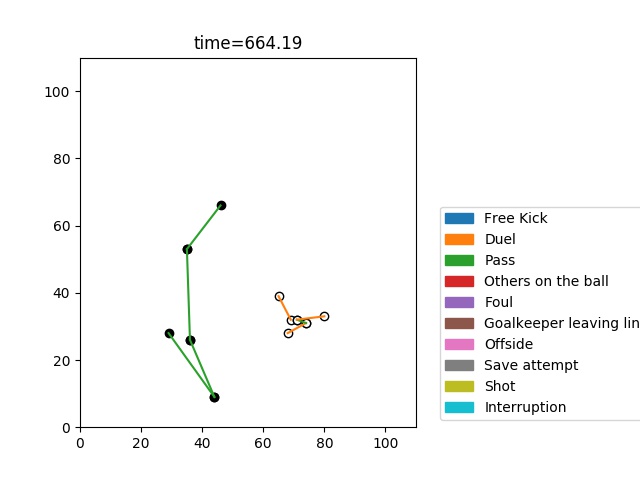 time=664.19
100
80
60
40
20
0
0 20 40 60 80 100
Free Kick
Duel
Pass
Others on the ball
Foul
Goalkeeper leaving lin
Offside
Save attempt
Shot
Interruption